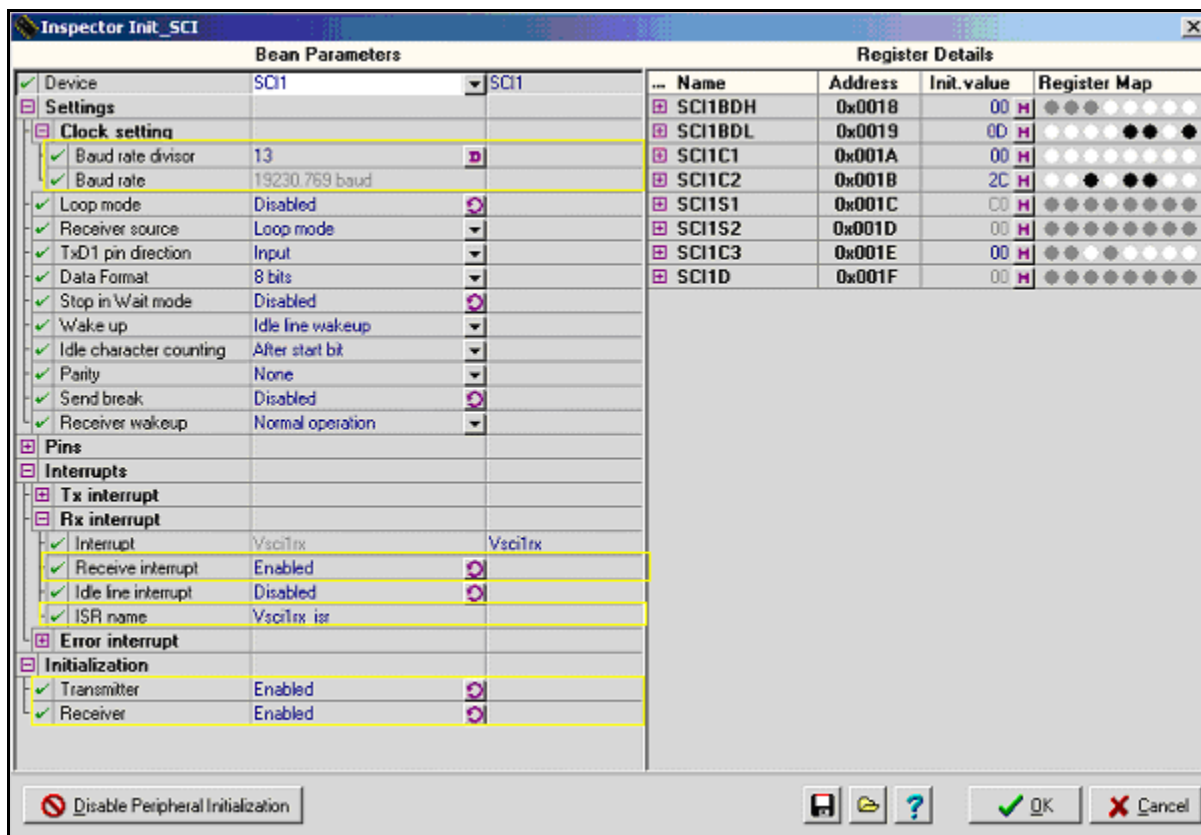 Inspector Init_SCI
Bean Parameters
Register Details
Device SCI1 SCI1
Settings
Clock setting
Baud rate divisor 13 D
Baud rate 19230.769 baud
Loop mode Disabled
Receiver source Loop mode
TxD1 pin direction Input
Data Format 8 bits
Stop in Wait mode Disabled
Wake up Idle line wakeup
Idle character counting After start bit
Parity None
Send break Disabled
Receiver wakeup Normal operation
Pins
Interrupts
Tx interrupt
Rx interrupt
Interrupt Vsci1rx Vsci1rx
Receive interrupt Enabled
Idle line interrupt Disabled
ISR name Vsci1rx_isr
Error interrupt
Initialization
Transmitter Enabled
Receiver Enabled
... Name Address Init.value Register Map
SCI1BDH 0x0018 00 H
SCI1BDL 0x0019 0D H
SCI1C1 0x001A 00 H
SCI1C2 0x001B 2C H
SCI1S1 0x001C C0 H
SCI1S2 0x001D 00 H
SCI1C3 0x001E 00 H
SCI1D 0x001F 00 H
Disable Peripheral Initialization
? OK Cancel